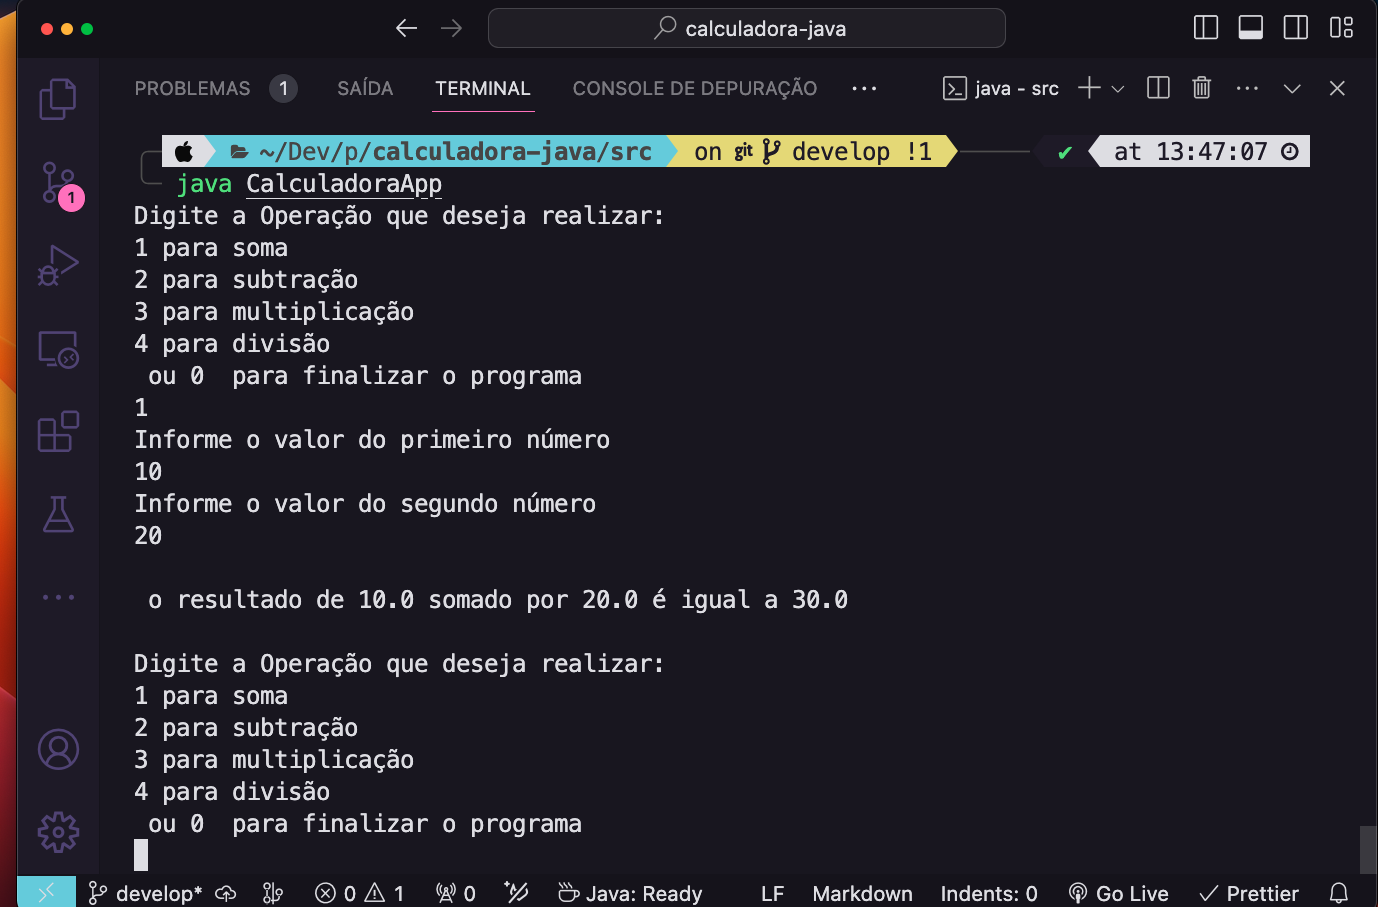 calculadora-java
PROBLEMAS 1 SAÍDA TERMINAL CONSOLE DE DEPURAÇÃO ··· java - src
~/Dev/p/calculadora-java/src on git develop !1 ✔ at 13:47:07
java CalculadoraApp
Digite a Operação que deseja realizar:
1 para soma
2 para subtração
3 para multiplicação
4 para divisão
ou 0  para finalizar o programa
1
Informe o valor do primeiro número
10
Informe o valor do segundo número
20
o resultado de 10.0 somado por 20.0 é igual a 30.0
Digite a Operação que deseja realizar:
1 para soma
2 para subtração
3 para multiplicação
4 para divisão
ou 0  para finalizar o programa
1
develop* 0 1 0 Java: Ready LF Markdown Indents: 0 Go Live Prettier